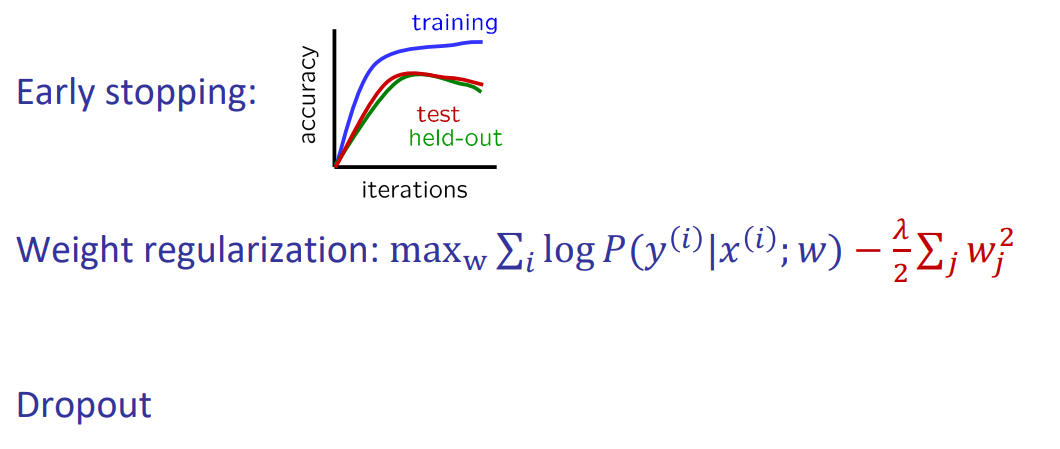 training
accuracy
Early stopping:
test
held-out
iterations
Weight regularization: max_w ∑_i log P(y^(i)|x^(i); w) − λ/2 ∑_j w_j^2
Dropout